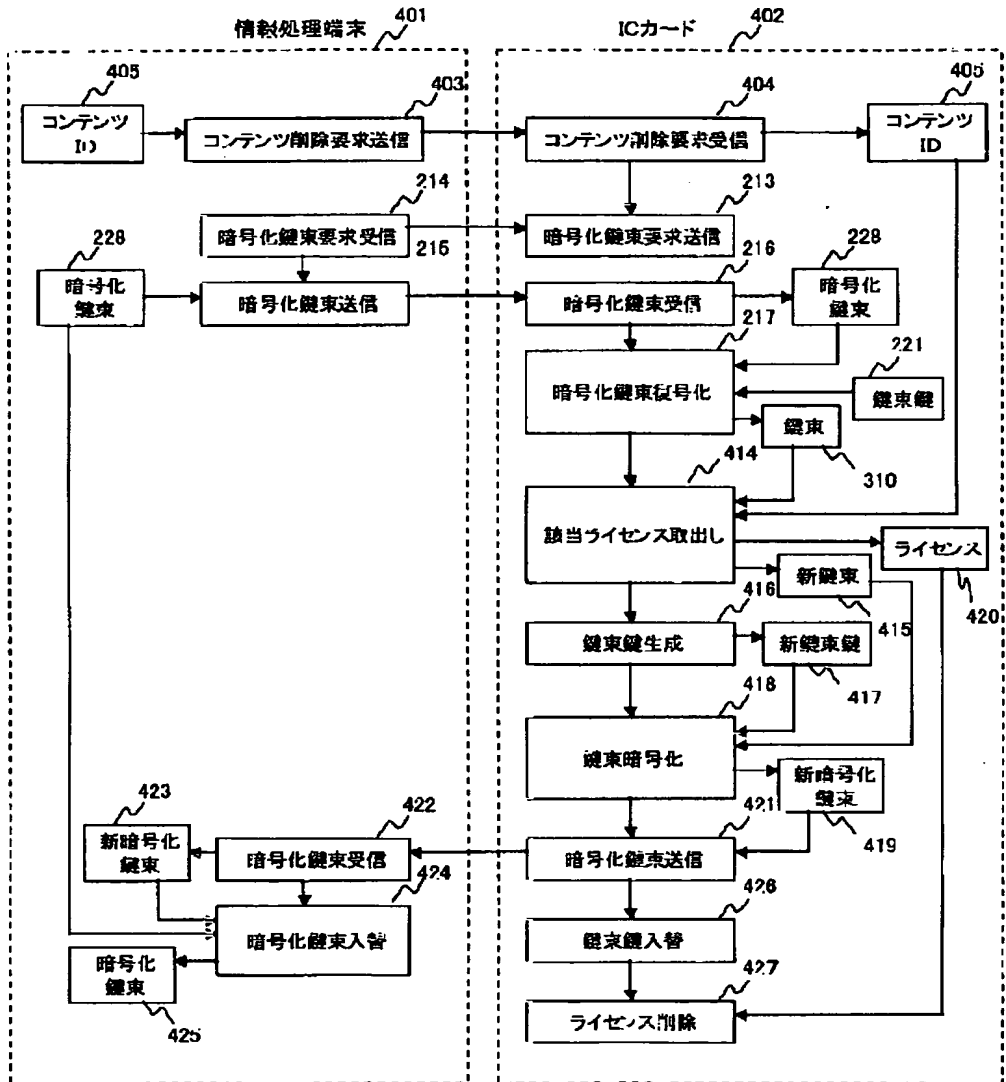 情報処理端末
401
ICカード
402
405
コンテンツ
ID
403
コンテンツ削除要求送信
404
コンテンツ削除要求受信
405
コンテンツ
ID
214
暗号化鍵束要求受信
213
暗号化鍵束要求送信
228
暗号化
鍵束
215
暗号化鍵束送信
216
暗号化鍵束受信
228
暗号化
鍵束
217
暗号化鍵束復号化
221
鍵束鍵
鍵束
310
414
該当ライセンス取出し
ライセンス
420
新鍵束
415
416
鍵束鍵生成
新鍵束鍵
417
418
鍵束暗号化
新暗号化
鍵束
419
423
新暗号化
鍵束
422
暗号化鍵束受信
421
暗号化鍵束送信
424
暗号化鍵束入替
426
鍵束鍵入替
暗号化
鍵束
425
427
ライセンス削除